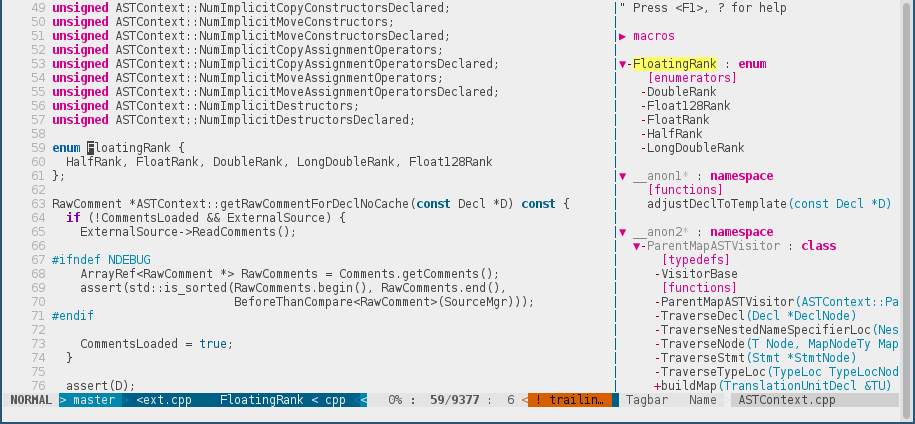 49 unsigned ASTContext::NumImplicitCopyConstructorsDeclared;
50 unsigned ASTContext::NumImplicitMoveConstructors;
51 unsigned ASTContext::NumImplicitMoveConstructorsDeclared;
52 unsigned ASTContext::NumImplicitCopyAssignmentOperators;
53 unsigned ASTContext::NumImplicitCopyAssignmentOperatorsDeclared;
54 unsigned ASTContext::NumImplicitMoveAssignmentOperators;
55 unsigned ASTContext::NumImplicitMoveAssignmentOperatorsDeclared;
56 unsigned ASTContext::NumImplicitDestructors;
57 unsigned ASTContext::NumImplicitDestructorsDeclared;
58
59 enum FloatingRank {
60   HalfRank, FloatRank, DoubleRank, LongDoubleRank, Float128Rank
61 };
62
63 RawComment *ASTContext::getRawCommentForDeclNoCache(const Decl *D) const {
64   if (!CommentsLoaded && ExternalSource) {
65     ExternalSource->ReadComments();
66
67 #ifndef NDEBUG
68     ArrayRef<RawComment *> RawComments = Comments.getComments();
69     assert(std::is_sorted(RawComments.begin(), RawComments.end(),
70                           BeforeThanCompare<RawComment>(SourceMgr)));
71 #endif
72
73     CommentsLoaded = true;
74   }
75
76   assert(D);
" Press <F1>, ? for help
▶ macros
▼-FloatingRank : enum
[enumerators]
-DoubleRank
-Float128Rank
-FloatRank
-HalfRank
-LongDoubleRank
▼ __anon1* : namespace
[functions]
adjustDeclToTemplate(const Decl *D)
▼ __anon2* : namespace
▼-ParentMapASTVisitor : class
[typedefs]
-VisitorBase
[functions]
-ParentMapASTVisitor(ASTContext::Pa
-TraverseDecl(Decl *DeclNode)
-TraverseNestedNameSpecifierLoc(Nes
-TraverseNode(T Node, MapNodeTy Map
-TraverseStmt(Stmt *StmtNode)
-TraverseTypeLoc(TypeLoc TypeLocNod
+buildMap(TranslationUnitDecl &TU)
NORMAL > master > <ext.cpp FloatingRank < cpp << 0% : 59/9377 : 6 < ! trailin… Tagbar Name ASTContext.cpp